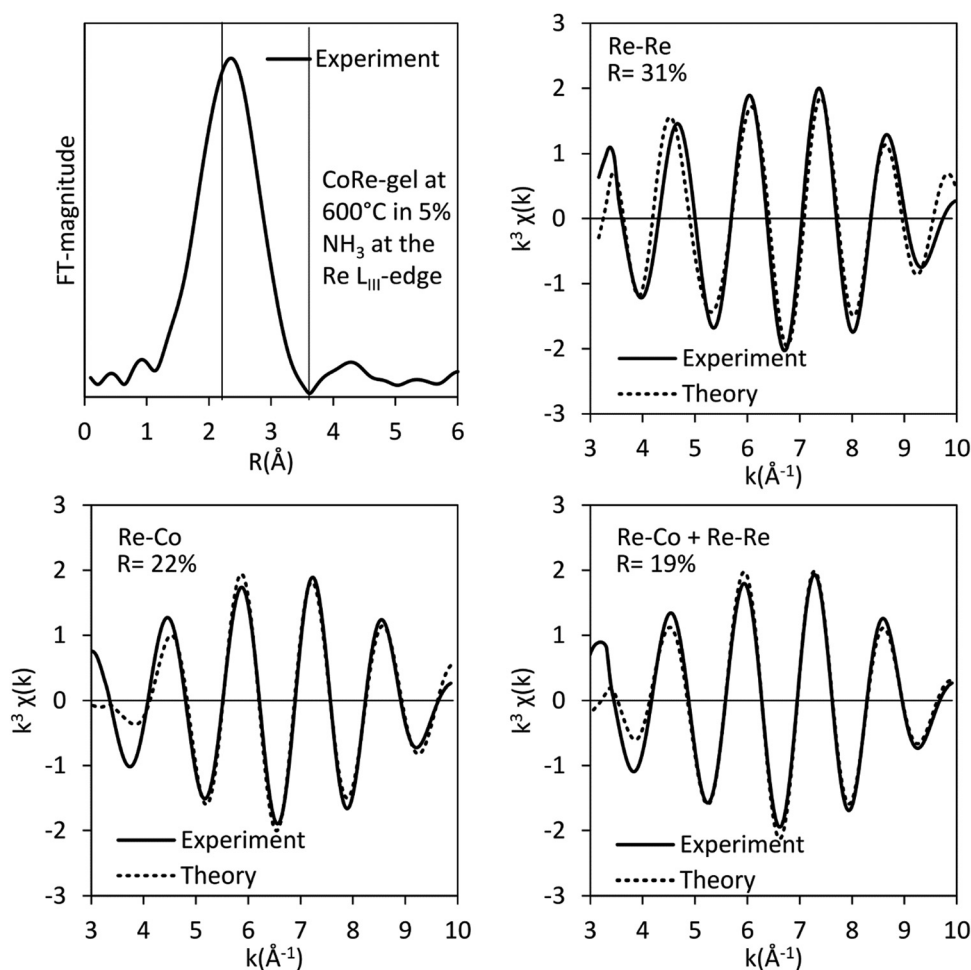 FT-magnitude
Experiment
CoRe-gel at
600°C in 5%
NH₃ at the
Re L_III-edge
0 1 2 3 4 5 6
R(Å)
Re-Re
R= 31%
k³ χ(k)
3
2
1
0
-1
-2
-3
Experiment
Theory
3 4 5 6 7 8 9 10
k(Å⁻¹)
Re-Co
R= 22%
k³ χ(k)
3
2
1
0
-1
-2
-3
Experiment
Theory
3 4 5 6 7 8 9 10
k(Å⁻¹)
Re-Co + Re-Re
R= 19%
k³ χ(k)
3
2
1
0
-1
-2
-3
Experiment
Theory
3 4 5 6 7 8 9 10
k(Å⁻¹)